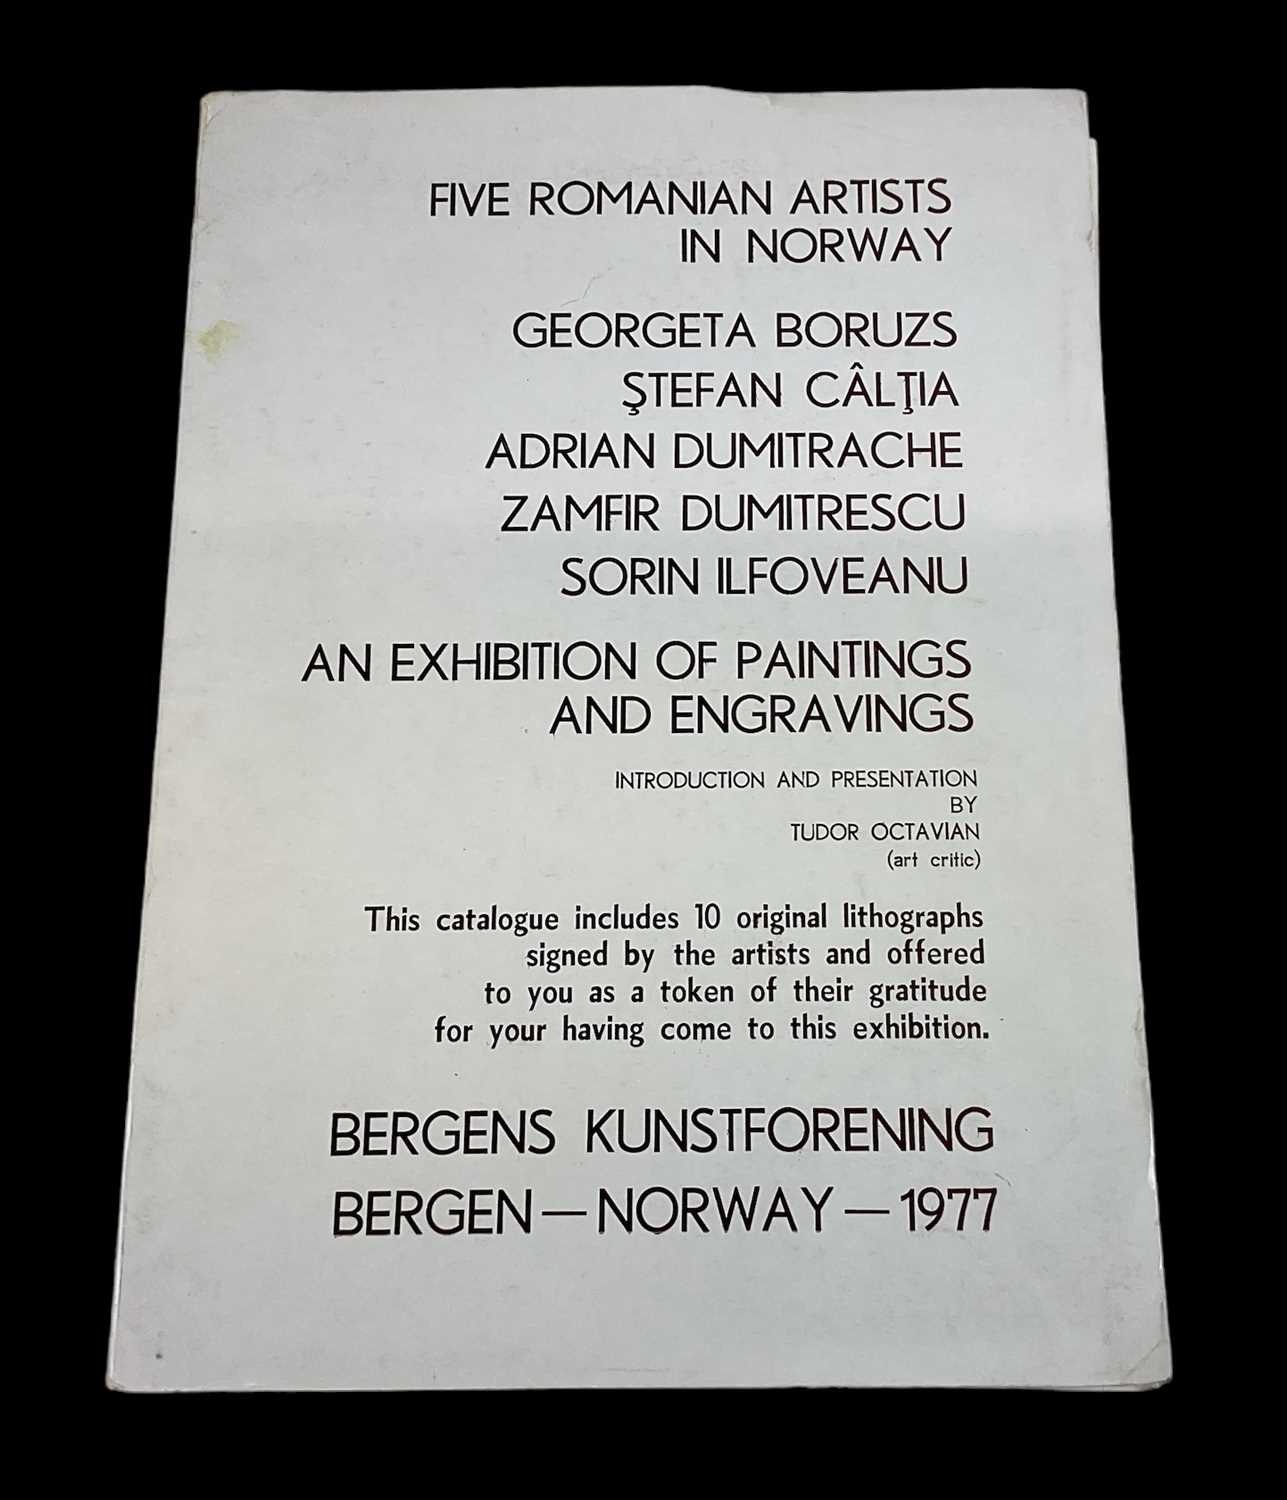 FIVE ROMANIAN ARTISTS
IN NORWAY
GEORGETA BORUZS
ŞTEFAN CÂLŢIA
ADRIAN DUMITRACHE
ZAMFIR DUMITRESCU
SORIN ILFOVEANU
AN EXHIBITION OF PAINTINGS
AND ENGRAVINGS
INTRODUCTION AND PRESENTATION
BY
TUDOR OCTAVIAN
(art critic)
This catalogue includes 10 original lithographs
signed by the artists and offered
to you as a token of their gratitude
for your having come to this exhibition.
BERGENS KUNSTFORENING
BERGEN — NORWAY — 1977